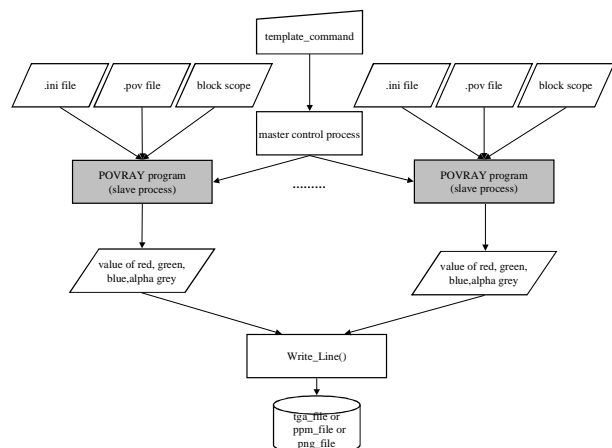 template_command
.ini file
.pov file
block scope
.ini file
.pov file
block scope
master control process
POVRAY program
(slave process)
.........
POVRAY program
(slave process)
value of red, green,
blue,alpha grey
value of red, green,
blue,alpha grey
Write_Line()
tga_file or
ppm_file or
png_file